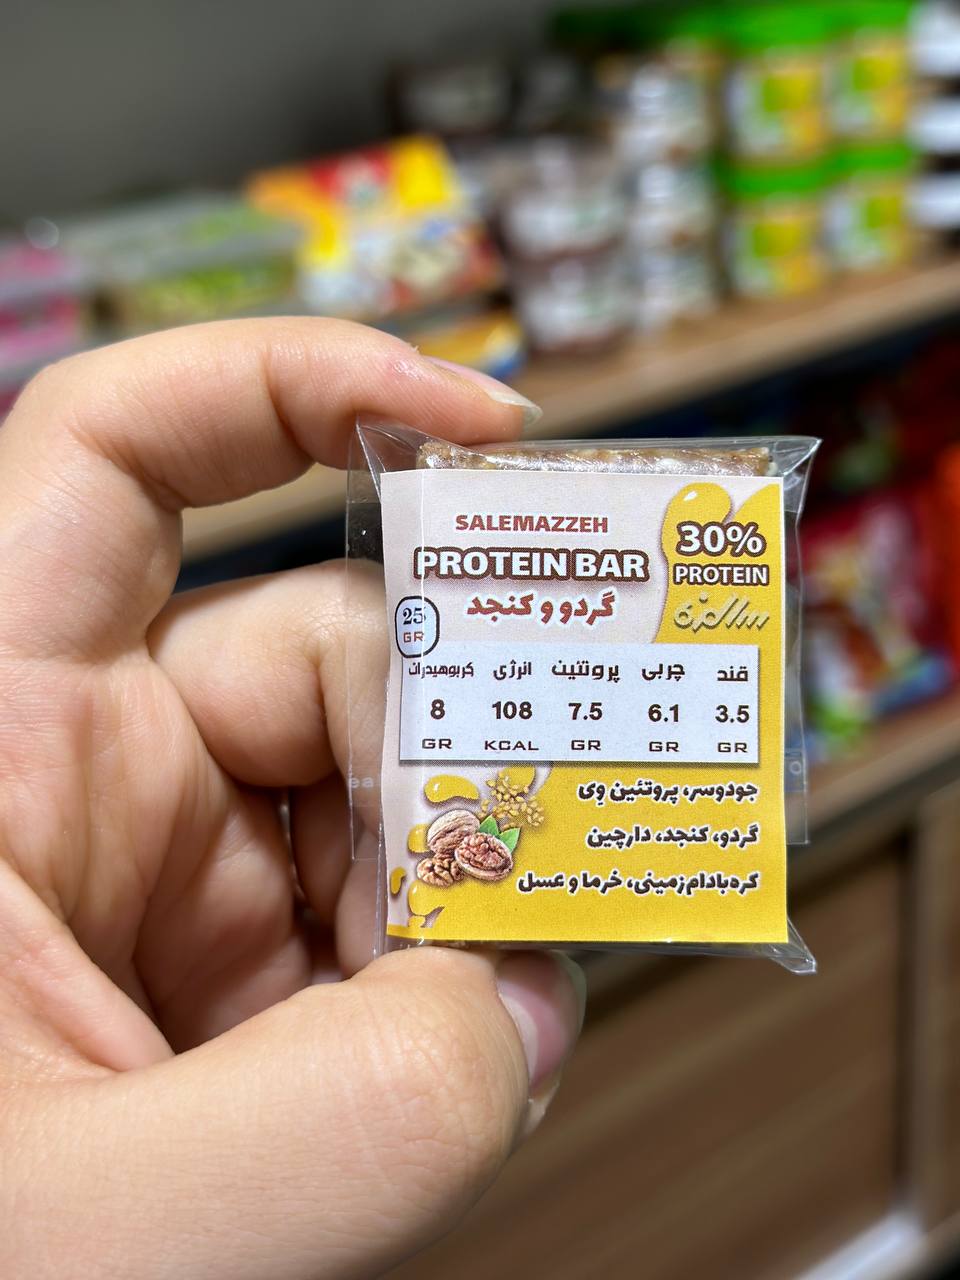 SALEMAZZEH
PROTEIN BAR
گردو و کنجد
30%
PROTEIN
سالمزه
25
GR
قند چربی پروتئین انرژی کربوهیدرات
3.5 6.1 7.5 108 8
GR GR GR KCAL GR
جودوسر، پروتئین وِی
گردو، کنجد، دارچین
کره‌بادام‌زمینی، خرما و عسل